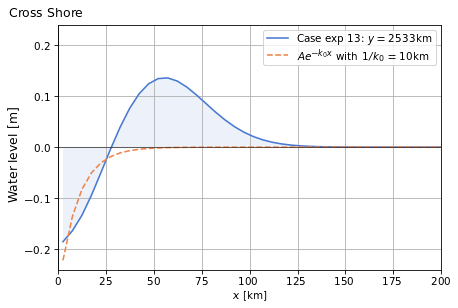 Cross Shore
Case exp 13: y = 2533km
Ae^{-k_0x} with 1/k_0 = 10km
Water level [m]
0.2
0.1
0.0
−0.1
−0.2
0 25 50 75 100 125 150 175 200
x [km]